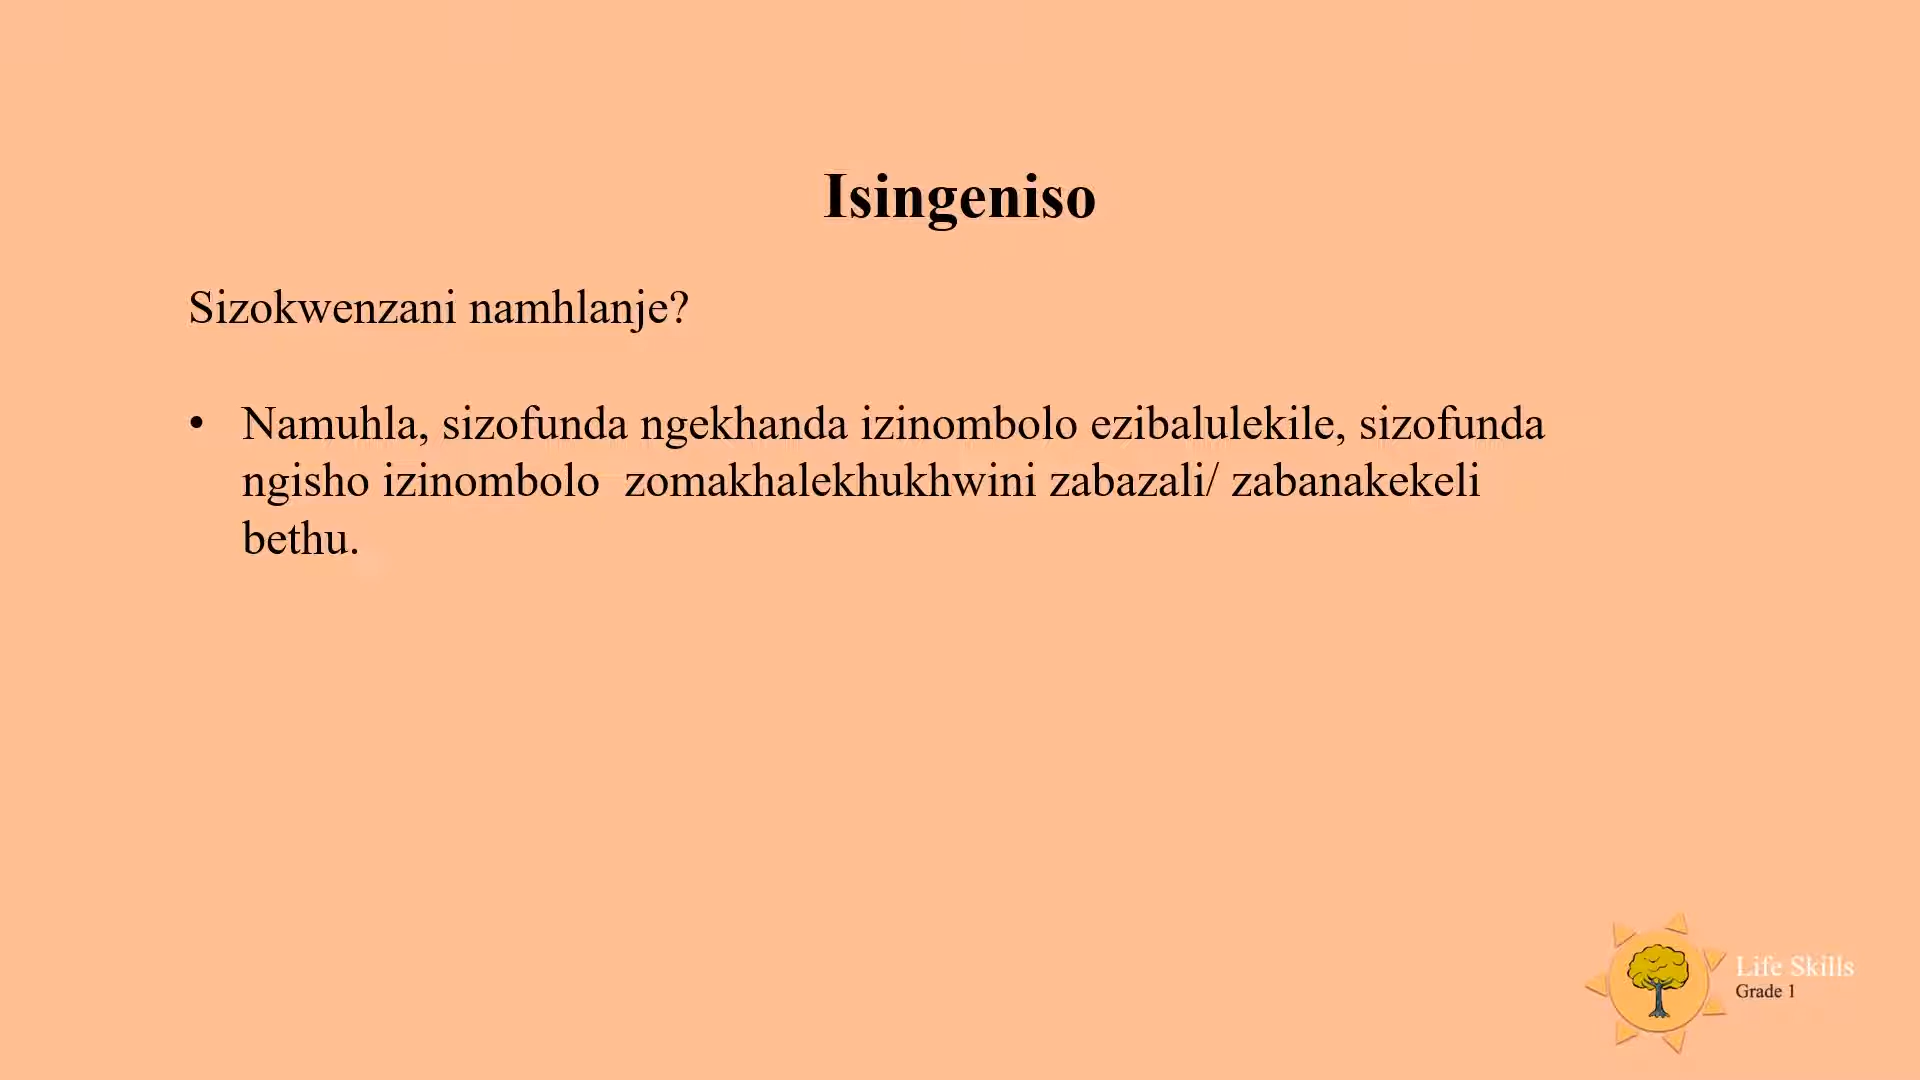 Isingeniso
Sizokwenzani namhlanje?
• Namuhla, sizofunda ngekhanda izinombolo ezibalulekile, sizofunda
ngisho izinombolo  zomakhalekhukhwini zabazali/ zabanakekeli
bethu.
Life Skills
Grade 1